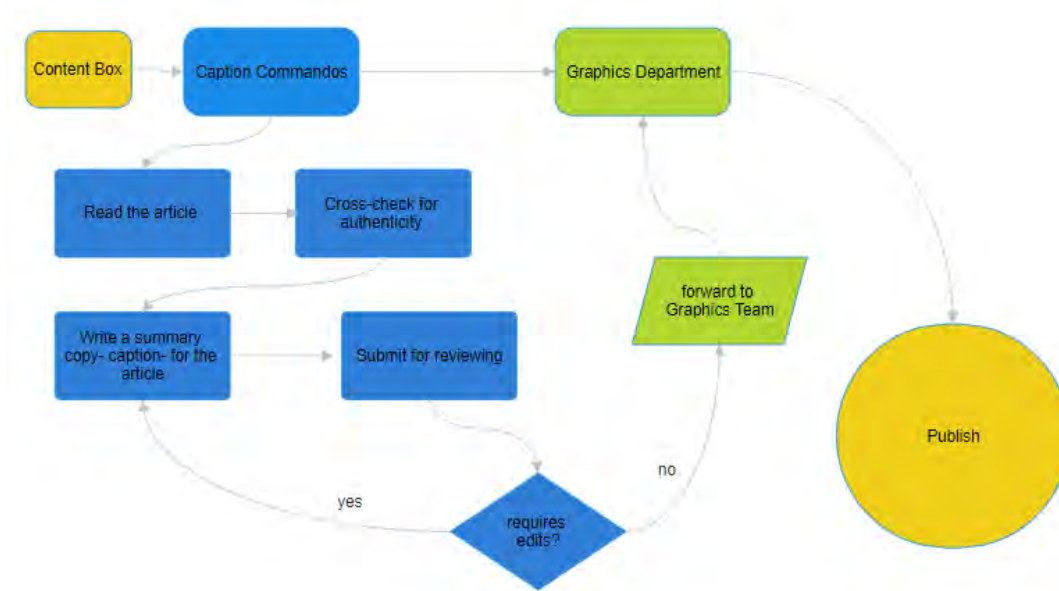 Content Box
Caption Commandos
Graphics Department
Read the article
Cross-check for
authenticity
forward to
Graphics Team
Write a summary
copy- caption- for the
article
Submit for reviewing
Publish
no
yes
requires
edits?